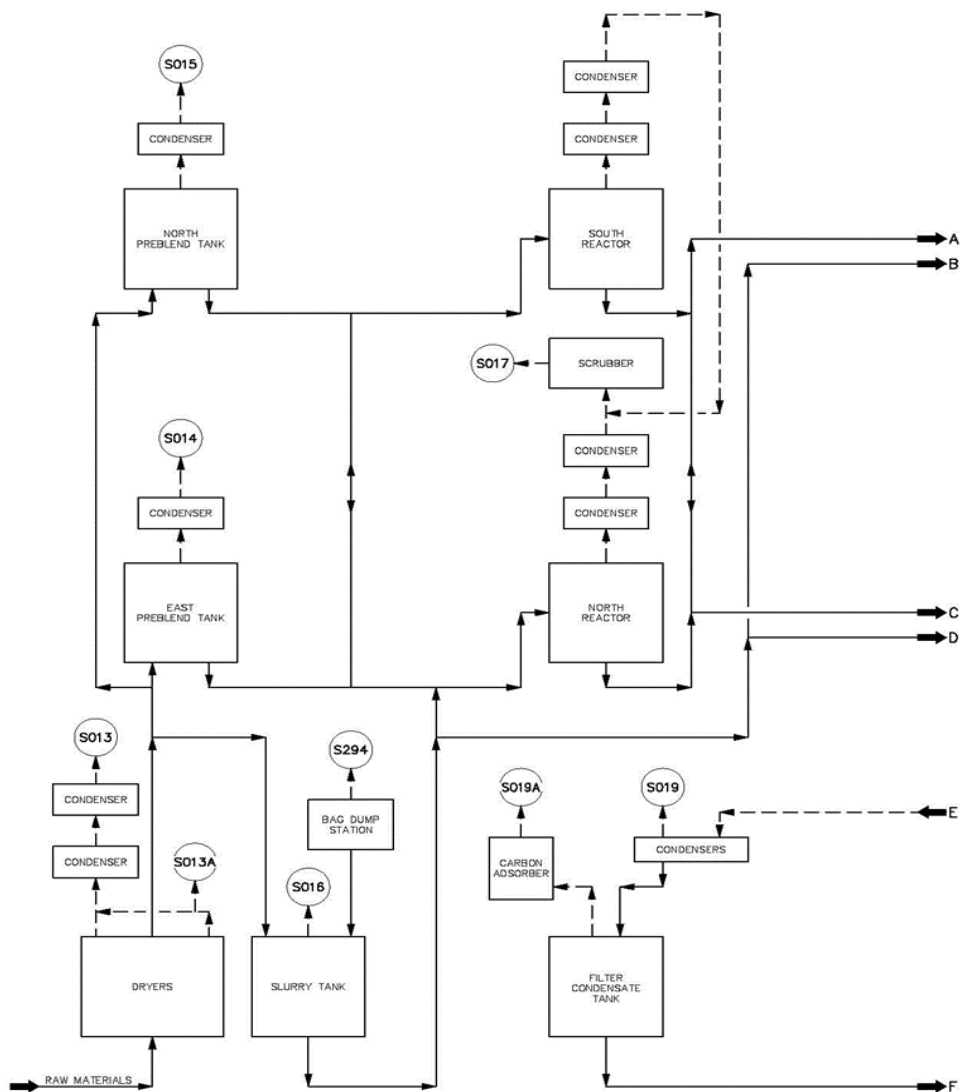 S015
CONDENSER
CONDENSER
CONDENSER
NORTH
PREBLEND TANK
SOUTH
REACTOR
A
B
S017
SCRUBBER
S014
CONDENSER
CONDENSER
CONDENSER
EAST
PREBLEND TANK
NORTH
REACTOR
C
D
S013
S294
CONDENSER
S019A
S019
E
BAG DUMP
STATION
CONDENSER
S013A
CARBON
ADSORBER
CONDENSERS
S016
DRYERS
SLURRY TANK
FILTER
CONDENSATE
TANK
RAW MATERIALS
F